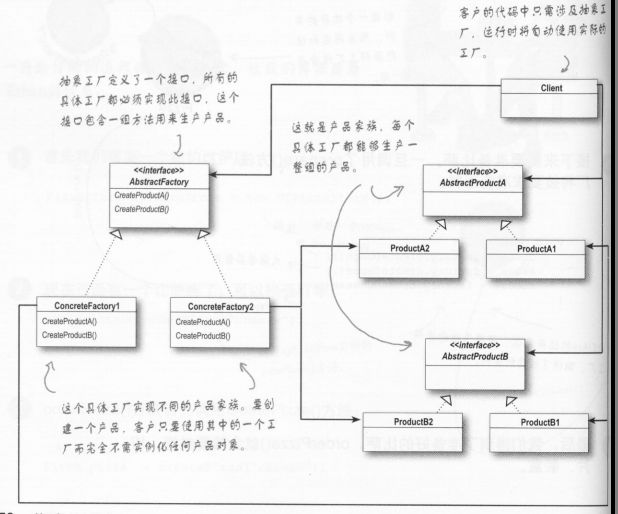 客户的代码中只需涉及抽象工
厂，运行时将自动使用实际的
工厂。
抽象工厂定义了一个接口，所有的
具体工厂都必须实现此接口，这个
接口包含一组方法用来生产产品。
Client
这就是产品家族，每个
具体工厂都能够生产一
整组的产品。
<<interface>>
AbstractFactory
CreateProductA()
CreateProductB()
<<interface>>
AbstractProductA
ProductA2
ProductA1
ConcreteFactory1
CreateProductA()
CreateProductB()
ConcreteFactory2
CreateProductA()
CreateProductB()
<<interface>>
AbstractProductB
ProductB2
ProductB1
这个具体工厂实现不同的产品家族。要创
建一个产品，客户只要使用其中的一个工
厂而完全不需实例化任何产品对象。